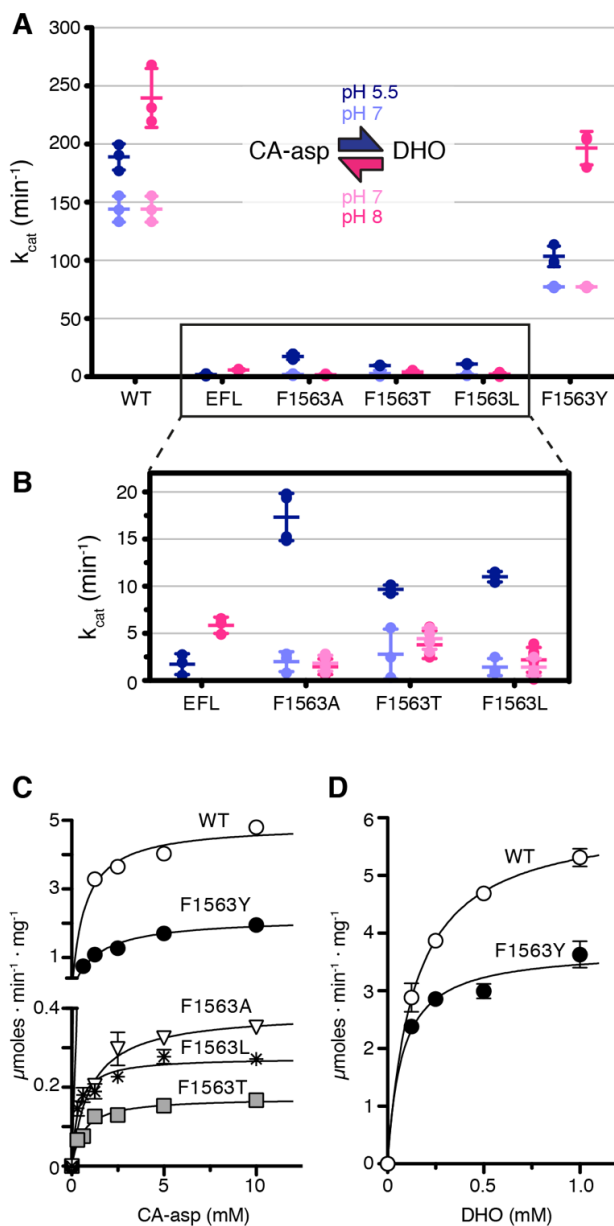 A
300
250
200
150
100
50
0
k_cat (min⁻¹)
pH 5.5
pH 7
CA-asp DHO
pH 7
pH 8
WT EFL F1563A F1563T F1563L F1563Y
B
20
15
10
5
0
k_cat (min⁻¹)
EFL F1563A F1563T F1563L
C
5
3
1
0.4
0.2
0
µmoles · min⁻¹ · mg⁻¹
WT
F1563Y
F1563A
F1563L
F1563T
0 5 10
CA-asp (mM)
D
6
5
4
3
2
1
0
µmoles · min⁻¹ · mg⁻¹
WT
F1563Y
0 0.5 1.0
DHO (mM)